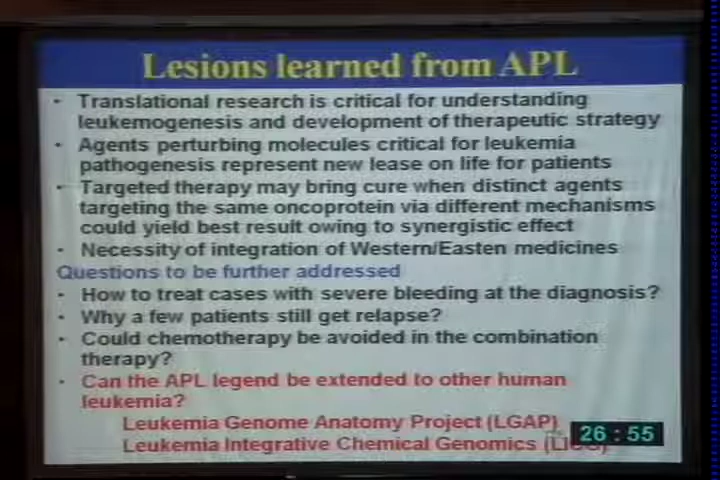 Lesions learned from APL
• Translational research is critical for understanding
leukemogenesis and development of therapeutic strategy
• Agents perturbing molecules critical for leukemia
pathogenesis represent new lease on life for patients
• Targeted therapy may bring cure when distinct agents
targeting the same oncoprotein via different mechanisms
could yield best result owing to synergistic effect
• Necessity of integration of Western/Easten medicines
Questions to be further addressed
• How to treat cases with severe bleeding at the diagnosis?
• Why a few patients still get relapse?
• Could chemotherapy be avoided in the combination
therapy?
• Can the APL legend be extended to other human
leukemia?
Leukemia Genome Anatomy Project (LGAP)
Leukemia Integrative Chemical Genomics
26:55